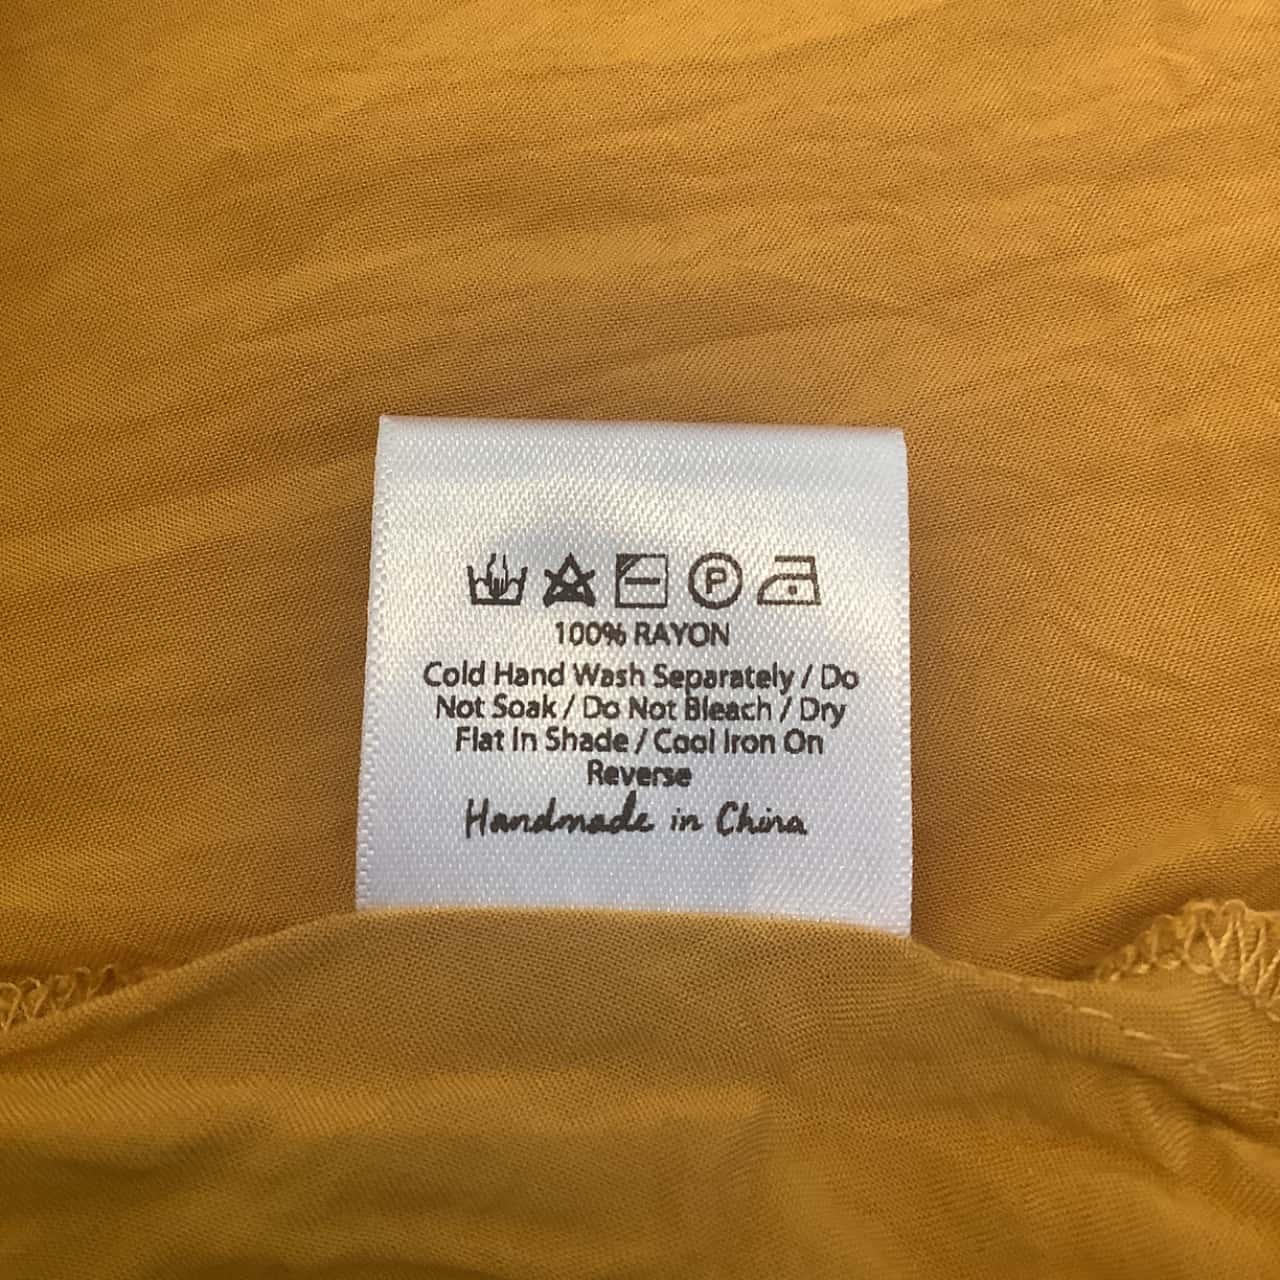 P
100% RAYON
Cold Hand Wash Separately / Do
Not Soak / Do Not Bleach / Dry
Flat In Shade / Cool Iron On
Reverse
Handmade in China